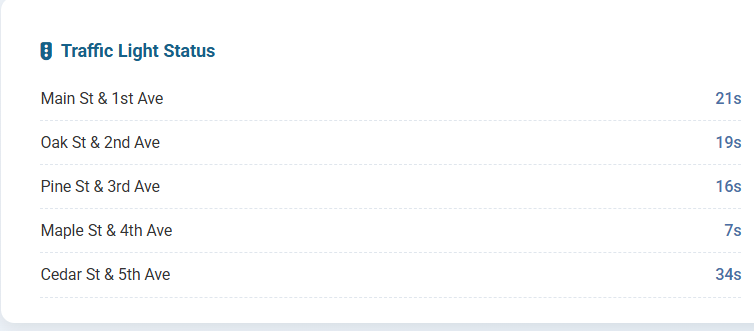 Traffic Light Status
Main St & 1st Ave 21s
Oak St & 2nd Ave 19s
Pine St & 3rd Ave 16s
Maple St & 4th Ave 7s
Cedar St & 5th Ave 34s